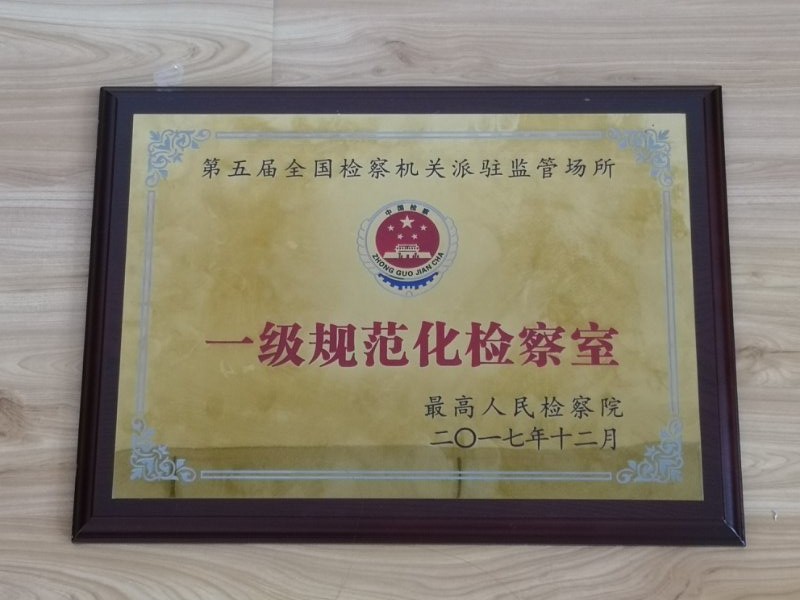 第五届全国检察机关派驻监管场所
中国检察
ZHONG GUO JIAN CHA
一级规范化检察室
最高人民检察院
二〇一七年十二月